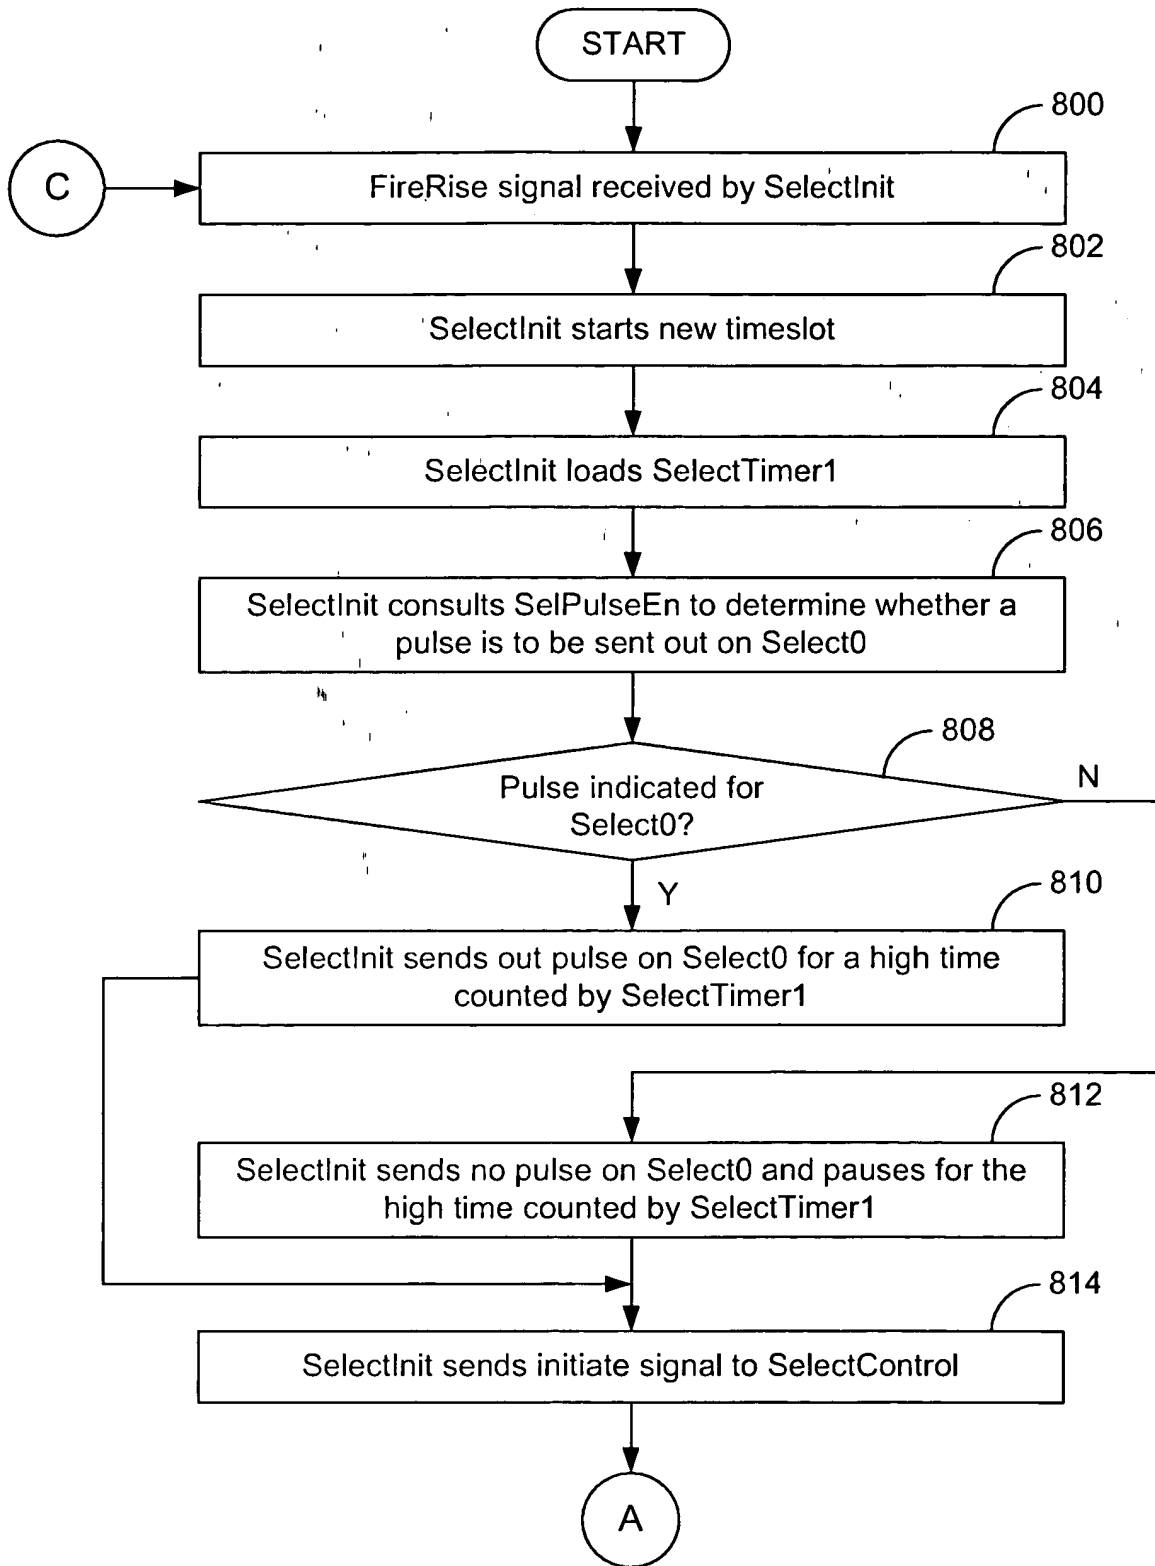 START
800
C
FireRise signal received by SelectInit
802
SelectInit starts new timeslot
804
SelectInit loads SelectTimer1
806
SelectInit consults SelPulseEn to determine whether a
pulse is to be sent out on Select0
808
N
Pulse indicated for
Select0?
Y
810
SelectInit sends out pulse on Select0 for a high time
counted by SelectTimer1
812
SelectInit sends no pulse on Select0 and pauses for the
high time counted by SelectTimer1
814
SelectInit sends initiate signal to SelectControl
A